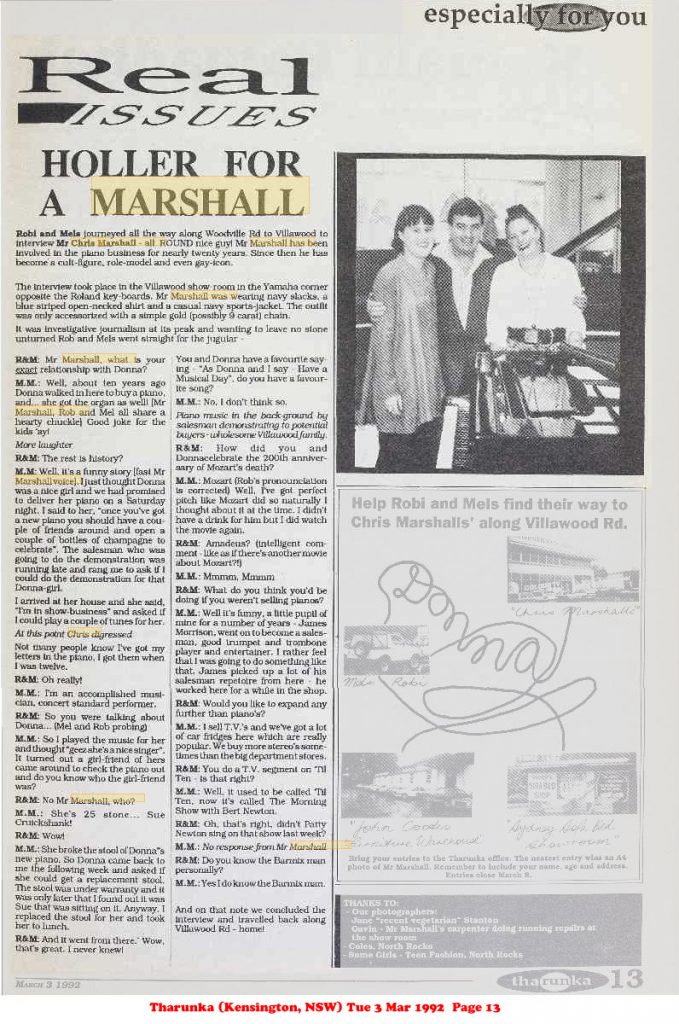 especially for you
Real
ISSUES
HOLLER FOR
A MARSHALL
Robi and Mels journeyed all the way along Woodville Rd to Villawood to
interview Mr Chris Marshall - all ROUND nice guy! Mr Marshall has been
involved in the piano business for nearly twenty years. Since then he has
become a cult-figure, role-model and even gay-icon.
The interview took place in the Villawood show room in the Yamaha corner
opposite the Roland key-boards. Mr Marshall was wearing navy slacks, a
blue striped open-necked shirt and a casual navy sports-jacket. The outfit
was only accessorized with a simple gold (possibly 9 carat) chain.
It was investigative journalism at its peak and wanting to leave no stone
unturned Rob and Mels went straight for the jugular -
R&M: Mr Marshall, what is your
exact relationship with Donna?
M.M.: Well, about ten years ago
Donna walked in here to buy a piano,
and... she got the organ as well! [Mr
Marshall, Rob and Mel all share a
hearty chuckle] Good joke for the
kids 'ay!
More laughter
R&M: The rest is history?
M.M: Well, it's a funny story [fast Mr
Marshall voice]. I just thought Donna
was a nice girl and we had promised
to deliver her piano on a Saturday
night. I said to her, "once you've got
a new piano you should have a cou-
ple of friends around and open a
couple of bottles of champagne to
celebrate". The salesman who was
going to do the demonstration was
running late and rang me to ask if I
could do the demonstration for that
Donna-girl.
I arrived at her house and she said,
"I'm in show-business" and asked if
I could play a couple of tunes for her.
At this point Chris digressed
Not many people know I've got my
letters in the piano, I got them when
I was twelve.
R&M: Oh really!
M.M.: I'm an accomplished musi-
cian, concert standard performer.
R&M: So you were talking about
Donna... (Mel and Rob probing)
M.M.: So I played the music for her
and thought "geez she's a nice singer".
It turned out a girl-friend of hers
came around to check the piano out
and do you know who the girl-friend
was?
R&M: No Mr Marshall, who?
M.M.: She's 25 stone... Sue
Cruickshank!
R&M: Wow!
M.M.: She broke the stool of Donna"s
new piano. So Donna came back to
me the following week and asked if
she could get a replacement stool.
The stool was under warranty and it
was only later that I found out it was
Sue that was sitting on it. Anyway, I
replaced the stool for her and took
her to lunch.
R&M: And it went from there.' Wow,
that's great. I never knew!
You and Donna have a favourite say-
ing - "As Donna and I say - Have a
Musical Day". do you have a favour-
ite song?
M.M.: No, I don't think so.
Piano music in the back-ground by
salesman demonstrating to potential
buyers - wholesome Villawood family.
R&M: How did you and
Donnacelebrate the 200th anniver-
ary of Mozart's death?
M.M.: Mozart (Rob's pronounciation
is corrected) Well, I've got perfect
pitch like Mozart did so naturally I
thought about it at the time. I didn't
have a drink for him but I did watch
the movie again.
R&M: Amadeus? (intelligent com-
ment - like as if there's another movie
about Mozart?!)
M.M.: Mmmm, Mmmm
R&M: What do you think you'd be
doing if you weren't selling pianos?
M.M.: Well it's funny, a little pupil of
mine for a number of years - James
Morrison, went on to become a sales-
man, good trumpet and trombone
player and entertainer. I rather feel
that I was going to do something like
that. James picked up a lot of his
salesman repetoire from here - he
worked here for a while in the shop.
R&M: Would you like to expand any
further than piano's?
M.M.: I sell T.V.'s and we've got a lot
of car fridges here which are really
popular. We buy more stereo's some-
times than the big department stores.
R&M: You do a T.V. segment on 'Til
Ten - is that right?
M.M.: Well, it used to be called 'Til
Ten, now it's called The Morning
Show with Bert Newton.
R&M: Oh, that's right, didn't Patty
Newton sing on that show last week?
M.M.: No response from Mr Marshall
R&M: Do you know the Barmix man
personally?
M.M.: Yes I do know the Barmix man.
And on that note we concluded the
interview and travelled back along
Villawood Rd - home!
Help Robi and Mels find their way to
Chris Marshalls' along Villawood Rd.
"Chris Marshalls"
Donna
Mels Robi
"John Cootes
Furniture Warehouse"
"Sydney Sofa Bed
Showroom"
Bring your entries to the Tharunka office. The neatest entry wins an A4
photo of Mr Marshall. Remember to include your name, age and address.
Entries close March 8.
THANKS TO:
- Our photographers:
Jane "recent vegetarian" Stanton
Gavin - Mr Marshall's carpenter doing running repairs at
the show room
- Coles, North Rocks
- Some Girls - Teen Fashion, North Rocks
MARCH 3 1992
tharunka 13
Tharunka (Kensington, NSW) Tue 3 Mar 1992 Page 13